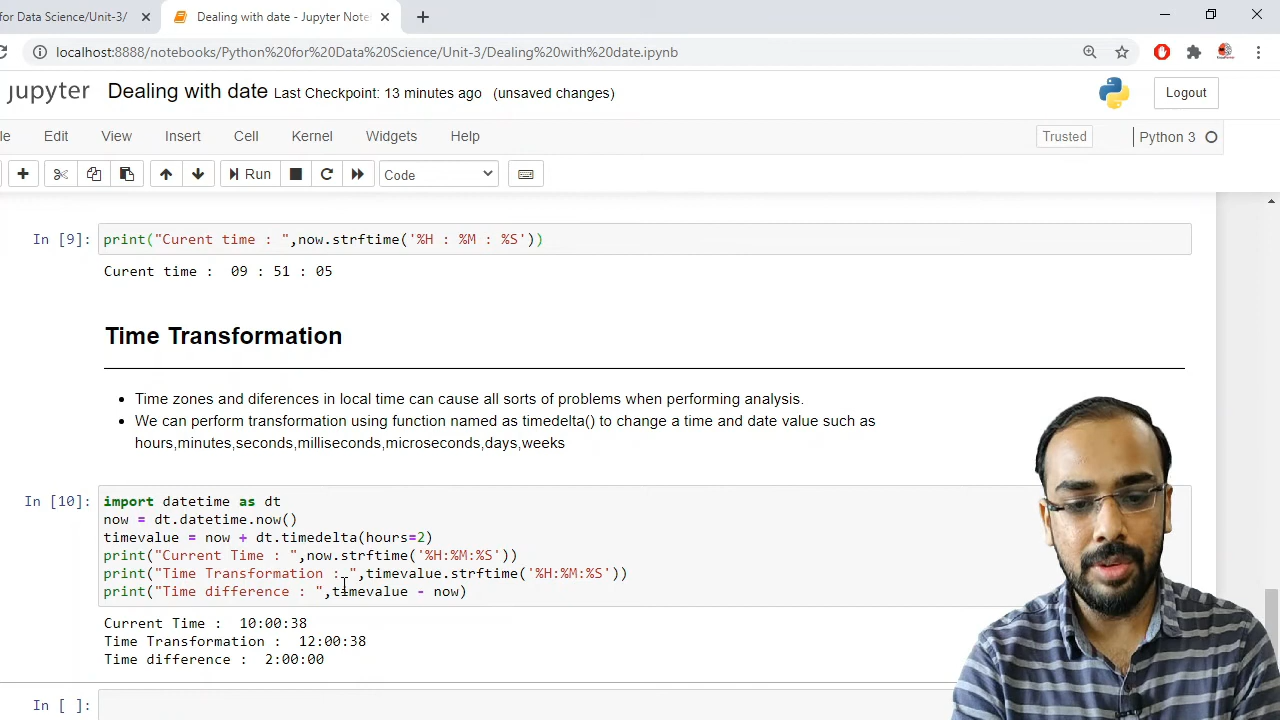 for Data Science/Unit-3/
Dealing with date - Jupyter Note
localhost:8888/notebooks/Python%20for%20Data%20Science/Unit-3/Dealing%20with%20date.ipynb
jupyter Dealing with date Last Checkpoint: 13 minutes ago (unsaved changes)
Logout
le Edit View Insert Cell Kernel Widgets Help
Trusted
Python 3
Run
Code
In [9]: print("Curent time : ",now.strftime('%H : %M : %S'))
Curent time :  09 : 51 : 05
Time Transformation
Time zones and diferences in local time can cause all sorts of problems when performing analysis.
We can perform transformation using function named as timedelta() to change a time and date value such as
hours,minutes,seconds,milliseconds,microseconds,days,weeks
In [10]: import datetime as dt
now = dt.datetime.now()
timevalue = now + dt.timedelta(hours=2)
print("Current Time : ",now.strftime('%H:%M:%S'))
print("Time Transformation : ",timevalue.strftime('%H:%M:%S'))
print("Time difference : ",timevalue - now)
Current Time :  10:00:38
Time Transformation :  12:00:38
Time difference :  2:00:00
In [ ]: